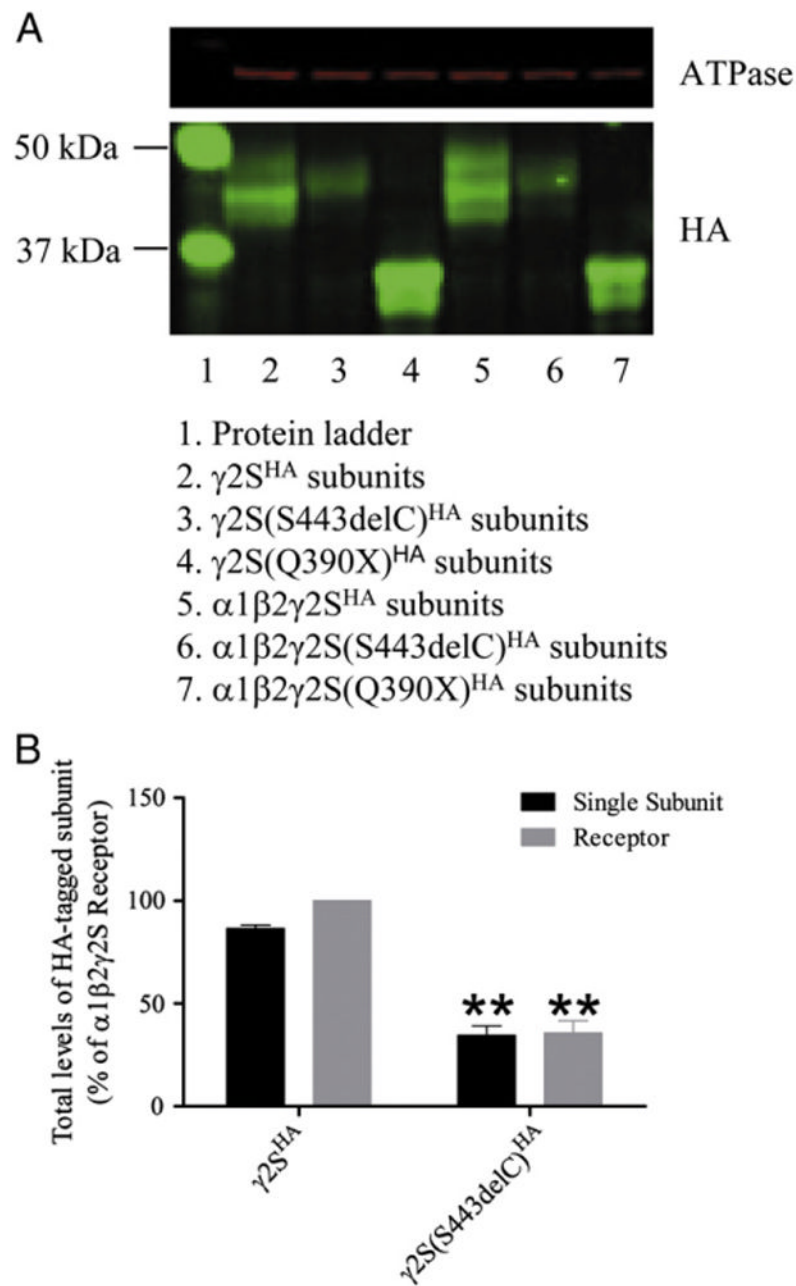 A
ATPase
50 kDa
37 kDa
HA
1 2 3 4 5 6 7
1. Protein ladder
2. γ2S^HA subunits
3. γ2S(S443delC)^HA subunits
4. γ2S(Q390X)^HA subunits
5. α1β2γ2S^HA subunits
6. α1β2γ2S(S443delC)^HA subunits
7. α1β2γ2S(Q390X)^HA subunits
B
Total levels of HA-tagged subunit
(% of α1β2γ2S Receptor)
150
100
50
0
Single Subunit
Receptor
** **
γ2S^HA
γ2S(S443delC)^HA